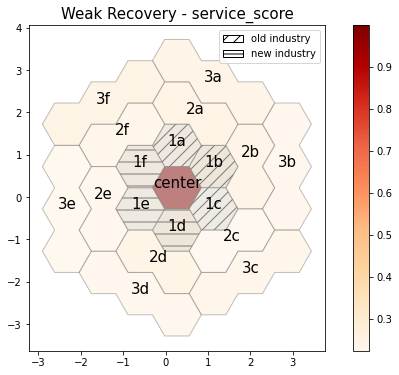 Weak Recovery - service_score
old industry
new industry
3a
3f
2a
2f
1a
2b
1f
1b
3b
center
2e
3e
1e
1c
1d
2c
2d
3c
3d
4
3
2
1
0
−1
−2
−3
−3
−2
−1
0
1
2
3
0.9
0.8
0.7
0.6
0.5
0.4
0.3